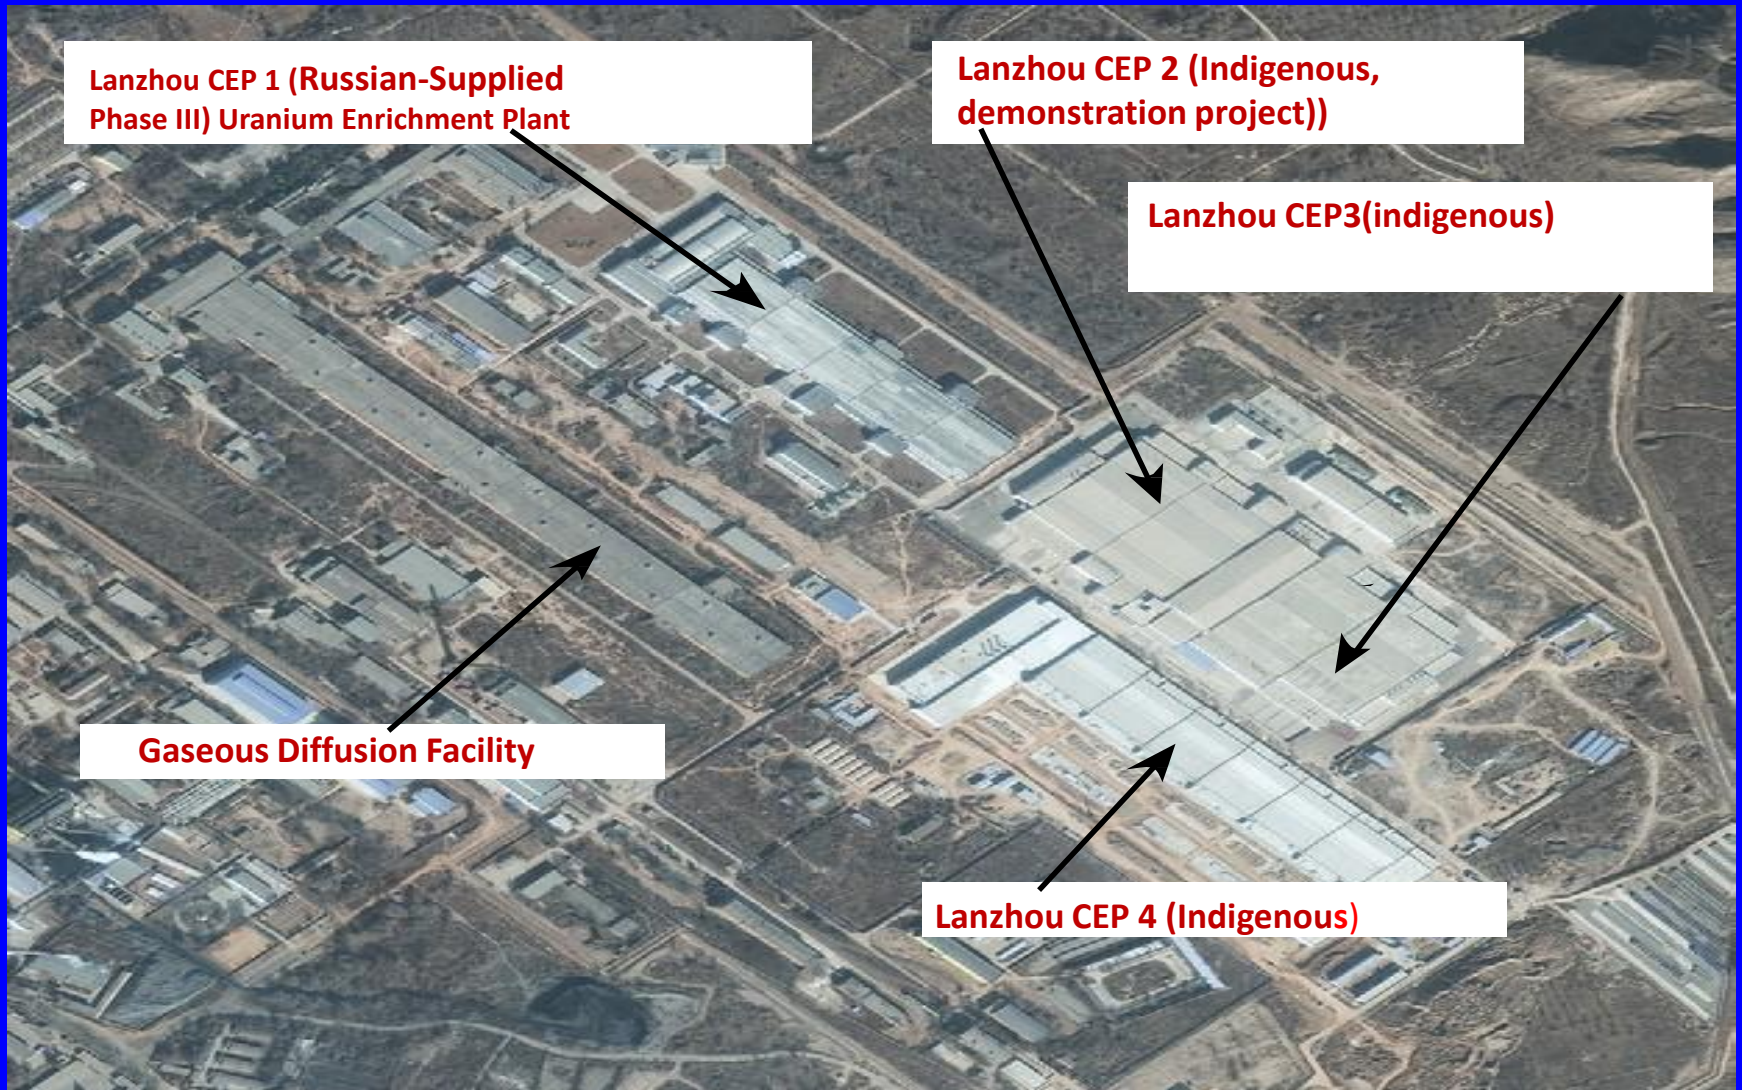 Lanzhou CEP 1 (Russian-Supplied
Phase III) Uranium Enrichment Plant
Lanzhou CEP 2 (Indigenous,
demonstration project))
Lanzhou CEP3(indigenous)
Gaseous Diffusion Facility
Lanzhou CEP 4 (Indigenous)